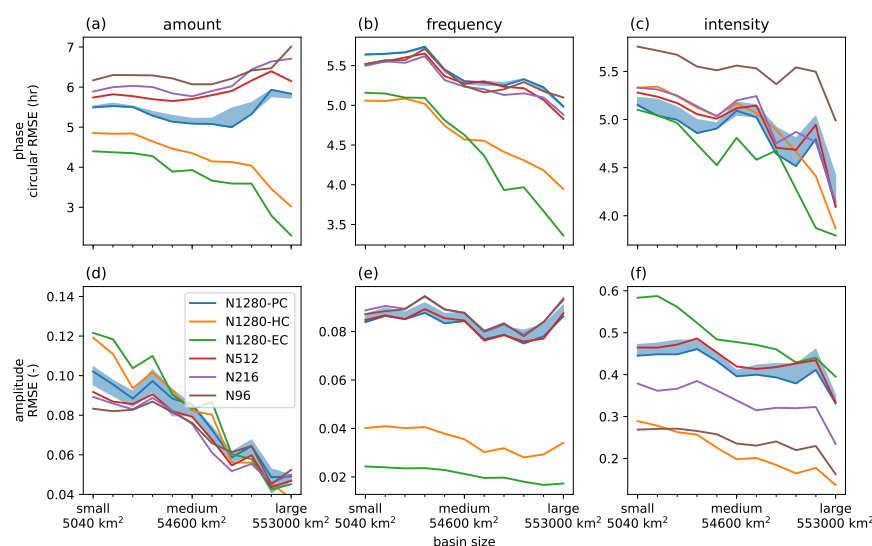 (a) amount
(b) frequency
(c) intensity
phase
circular RMSE (hr)
7
6
5
4
3
5.5
5.0
4.5
4.0
3.5
5.5
5.0
4.5
4.0
(d)
(e)
(f)
amplitude
RMSE (-)
0.14
0.12
0.10
0.08
0.06
0.04
N1280-PC
N1280-HC
N1280-EC
N512
N216
N96
0.08
0.06
0.04
0.02
0.6
0.5
0.4
0.3
0.2
small medium large
5040 km² 54600 km² 553000 km²
small medium large
5040 km² 54600 km² 553000 km²
small medium large
5040 km² 54600 km² 553000 km²
basin size